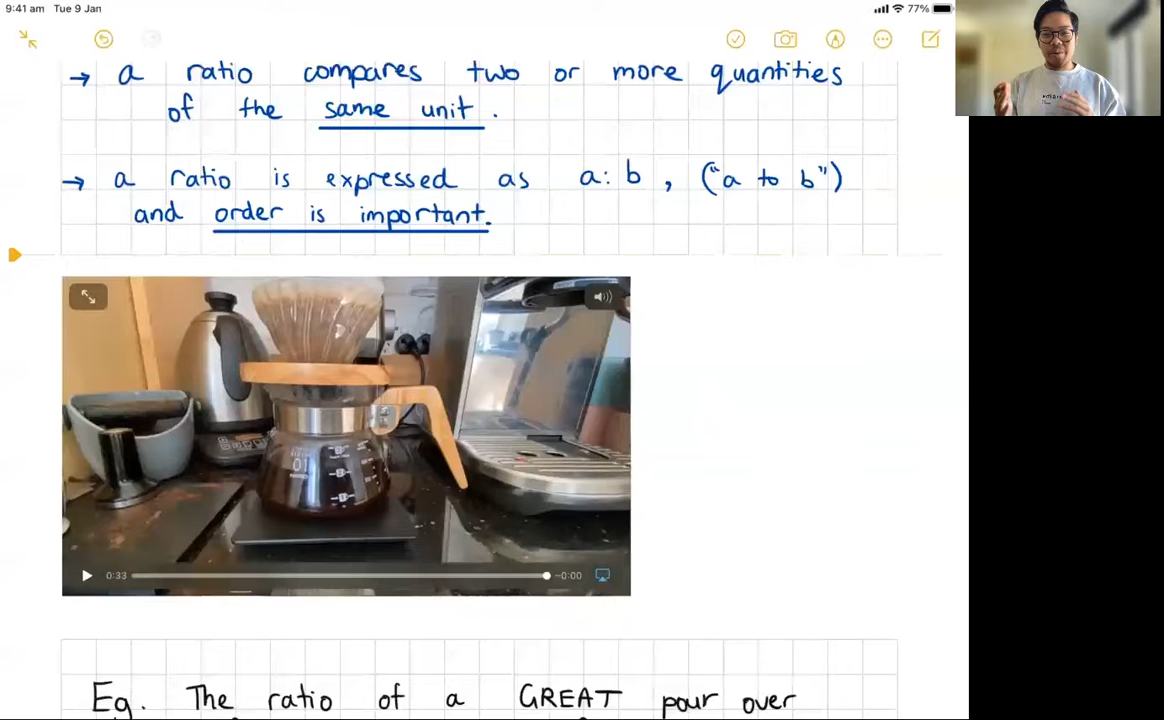 9:41 am Tue 9 Jan
77%
→ a ratio compares two or more quantities
of the same unit.
→ a ratio is expressed as a:b, ("a to b")
and order is important.
01
0:33
-0:00
Eg. The ratio of a GREAT pour over